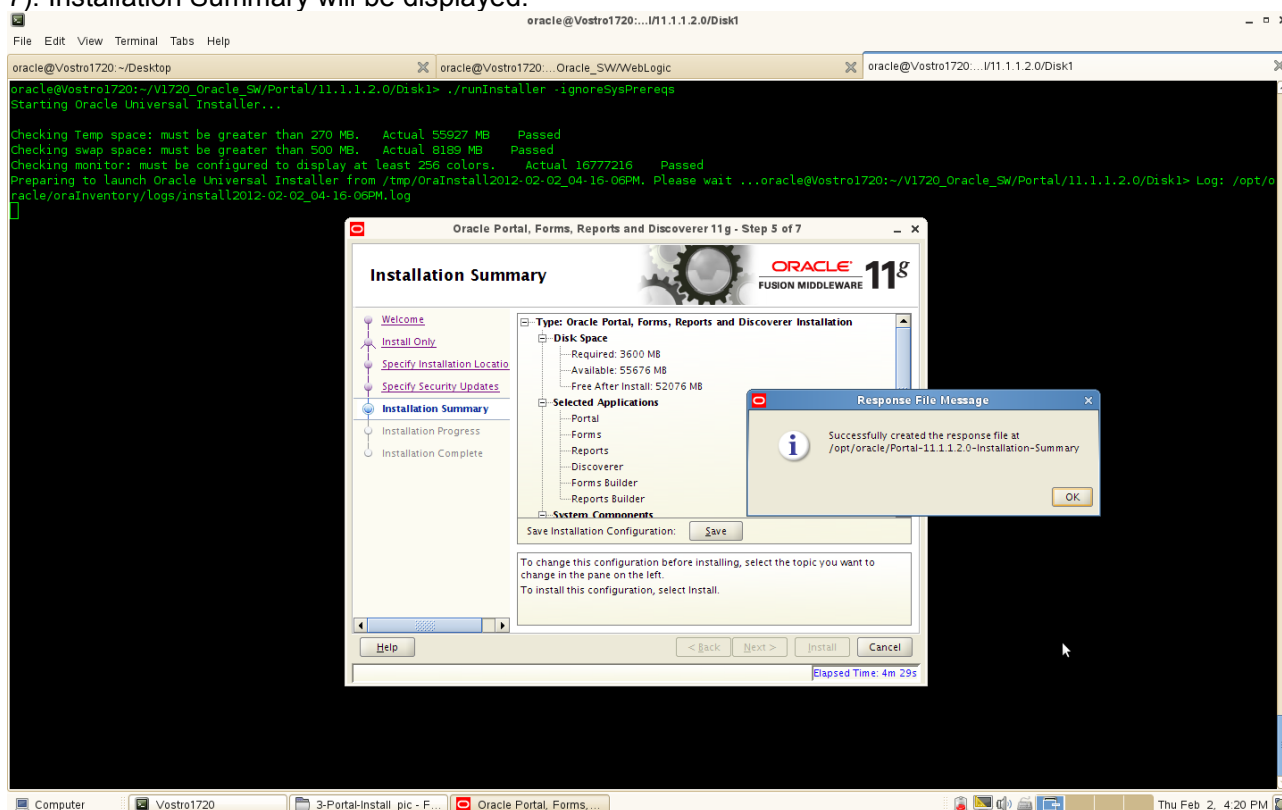 7). Installation Summary will be displayed.
oracle@Vostro1720:...l/11.1.1.2.0/Disk1
File Edit View Terminal Tabs Help
oracle@Vostro1720:~/Desktop
oracle@Vostro1720:...Oracle_SW/WebLogic
oracle@Vostro1720:...l/11.1.1.2.0/Disk1
oracle@Vostro1720:~/V1720_Oracle_SW/Portal/11.1.1.2.0/Disk1> ./runInstaller -ignoreSysPrereqs
Starting Oracle Universal Installer...
Checking Temp space: must be greater than 270 MB. Actual 55927 MB Passed
Checking swap space: must be greater than 500 MB. Actual 8189 MB Passed
Checking monitor: must be configured to display at least 256 colors. Actual 16777216 Passed
Preparing to launch Oracle Universal Installer from /tmp/OraInstall2012-02-02_04-16-06PM. Please wait ...oracle@Vostro1720:~/V1720_Oracle_SW/Portal/11.1.1.2.0/Disk1> Log: /opt/o
racle/oraInventory/logs/install2012-02-02_04-16-06PM.log
Oracle Portal, Forms, Reports and Discoverer 11g - Step 5 of 7
Installation Summary
ORACLE
FUSION MIDDLEWARE
11g
Welcome
Install Only
Specify Installation Locatio
Specify Security Updates
Installation Summary
Installation Progress
Installation Complete
Type: Oracle Portal, Forms, Reports and Discoverer Installation
Disk Space
Required: 3600 MB
Available: 55676 MB
Free After Install: 52076 MB
Selected Applications
Portal
Forms
Reports
Discoverer
Forms Builder
Reports Builder
System Components
Response File Message
Successfully created the response file at
/opt/oracle/Portal-11.1.1.2.0-Installation-Summary
OK
Save Installation Configuration: Save
To change this configuration before installing, select the topic you want to
change in the pane on the left.
To install this configuration, select Install.
Help
< Back
Next >
Install
Cancel
Elapsed Time: 4m 29s
Computer
Vostro1720
3-Portal-Install_pic - F...
Oracle Portal, Forms,...
Thu Feb 2, 4:20 PM